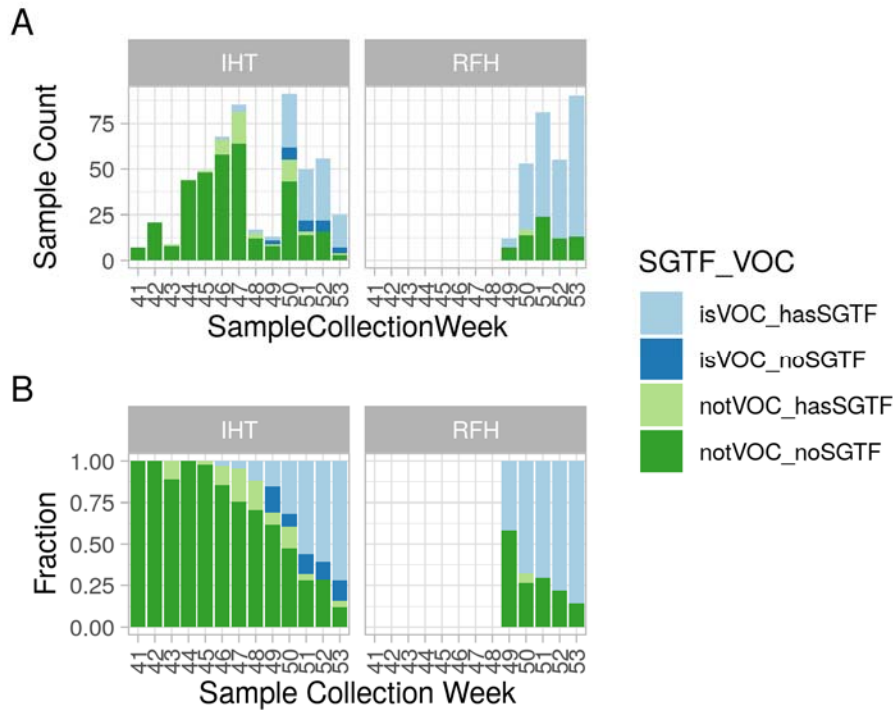 A
IHT RFH
Sample Count
75
50
25
0
41 42 43 44 45 46 47 48 49 50 51 52 53 41 42 43 44 45 46 47 48 49 50 51 52 53
SampleCollectionWeek
SGTF_VOC
isVOC_hasSGTF
isVOC_noSGTF
notVOC_hasSGTF
notVOC_noSGTF
B
IHT RFH
Fraction
1.00
0.75
0.50
0.25
0.00
41 42 43 44 45 46 47 48 49 50 51 52 53 41 42 43 44 45 46 47 48 49 50 51 52 53
Sample Collection Week